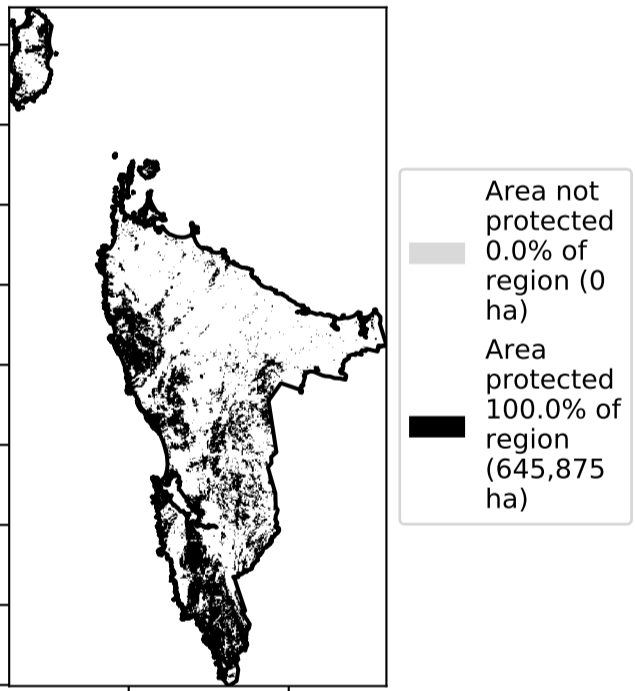 Area not
protected
0.0% of
region (0
ha)
Area
protected
100.0% of
region
(645,875
ha)